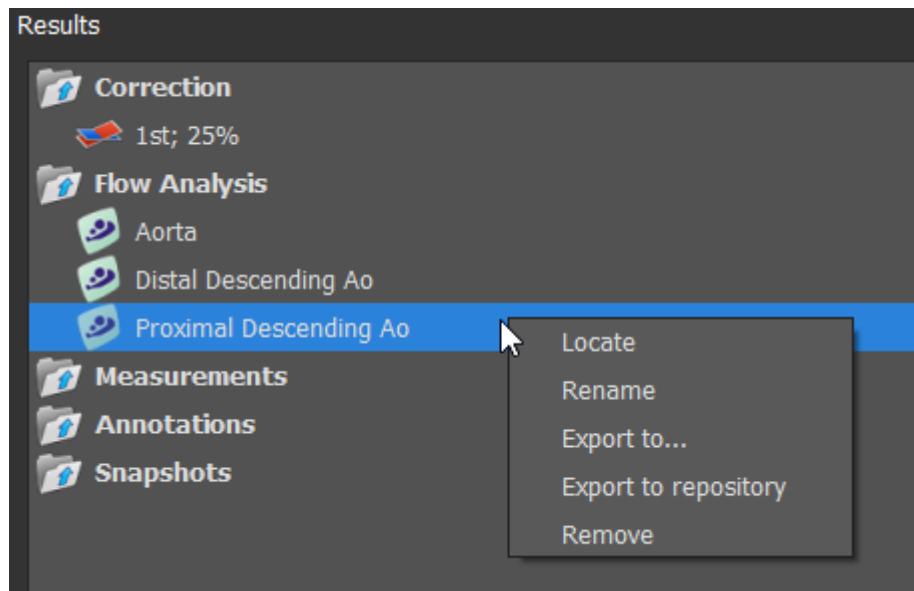 Results
Correction
1st; 25%
Flow Analysis
Aorta
Distal Descending Ao
Proximal Descending Ao
Locate
Measurements
Rename
Annotations
Export to...
Snapshots
Export to repository
Remove